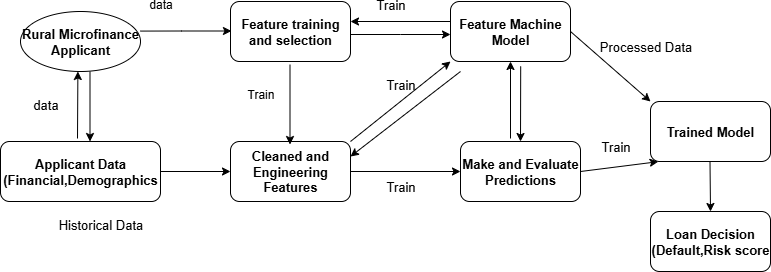 data
Train
Rural Microfinance
Applicant
Feature training
and selection
Feature Machine
Model
Processed Data
data
Train
Train
Trained Model
Applicant Data
(Financial,Demographics
Cleaned and
Engineering
Features
Make and Evaluate
Predictions
Train
Train
Historical Data
Loan Decision
(Default,Risk score